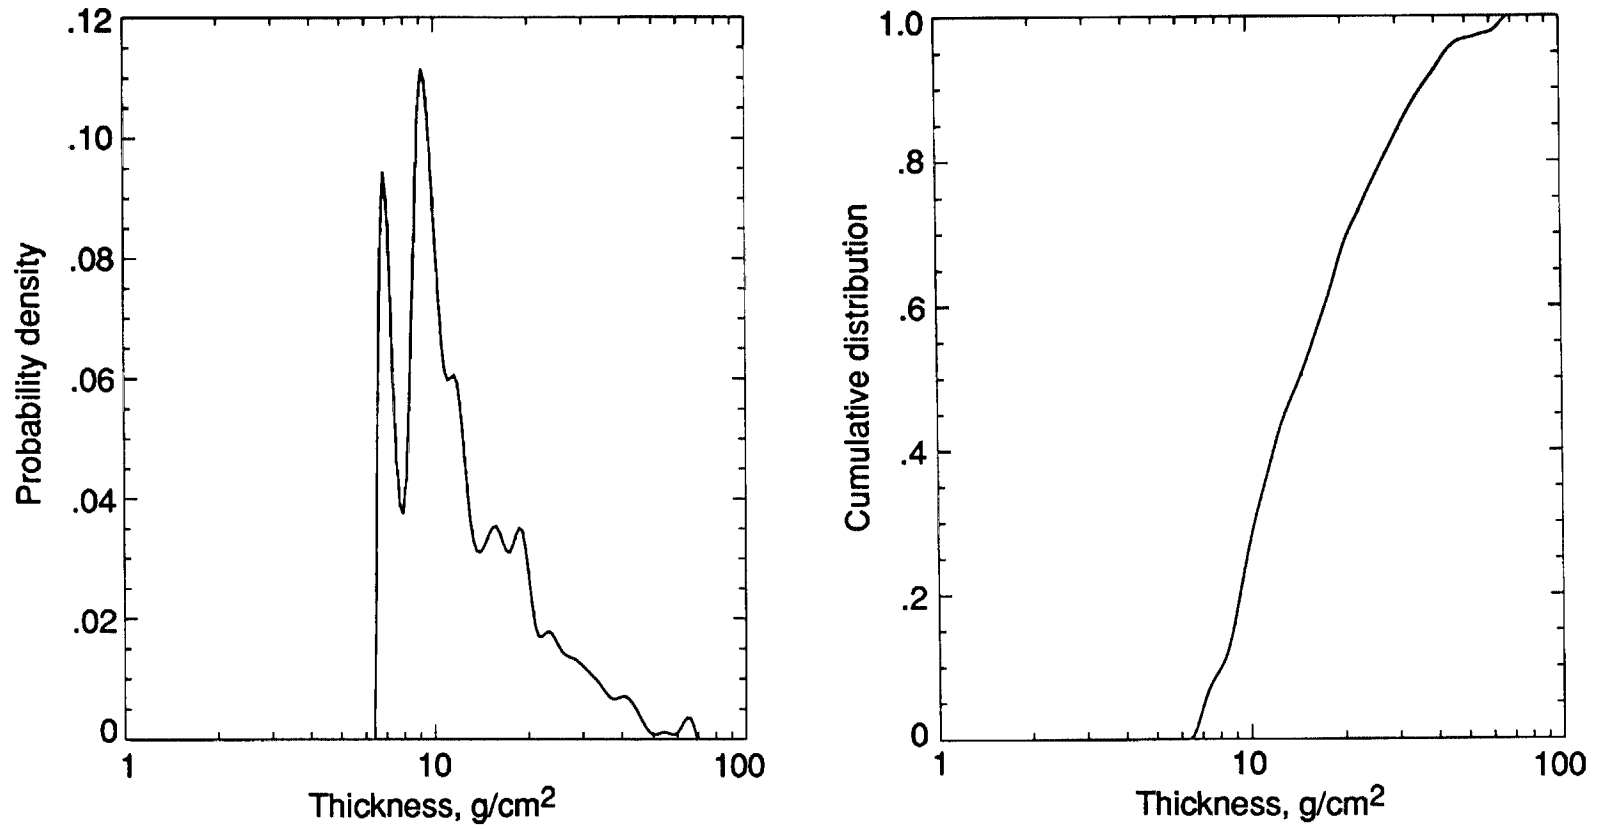 .12
.10
.08
.06
.04
.02
0
Probability density
1 10 100
Thickness, g/cm2
1.0
.8
.6
.4
.2
0
Cumulative distribution
1 10 100
Thickness, g/cm2